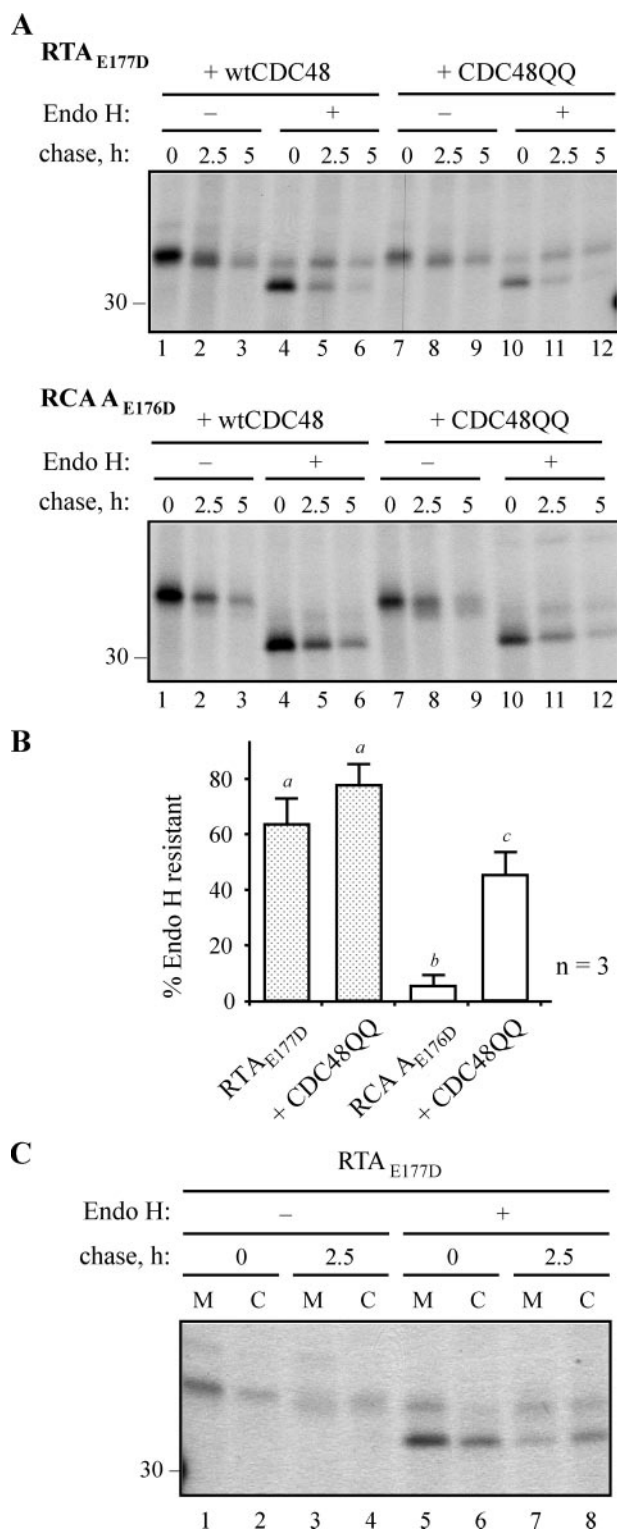 A
RTA E177D
+ wtCDC48 + CDC48QQ
Endo H: – + – +
chase, h: 0 2.5 5 0 2.5 5 0 2.5 5 0 2.5 5
30 –
1 2 3 4 5 6 7 8 9 10 11 12
RCA A E176D
+ wtCDC48 + CDC48QQ
Endo H: – + – +
chase, h: 0 2.5 5 0 2.5 5 0 2.5 5 0 2.5 5
30 –
1 2 3 4 5 6 7 8 9 10 11 12
B
% Endo H resistant
80
60
40
20
0
a a b c
n = 3
RTA E177D
+ CDC48QQ
RCA A E176D
+ CDC48QQ
C
RTA E177D
Endo H: – +
chase, h: 0 2.5 0 2.5
M C M C M C M C
30 –
1 2 3 4 5 6 7 8